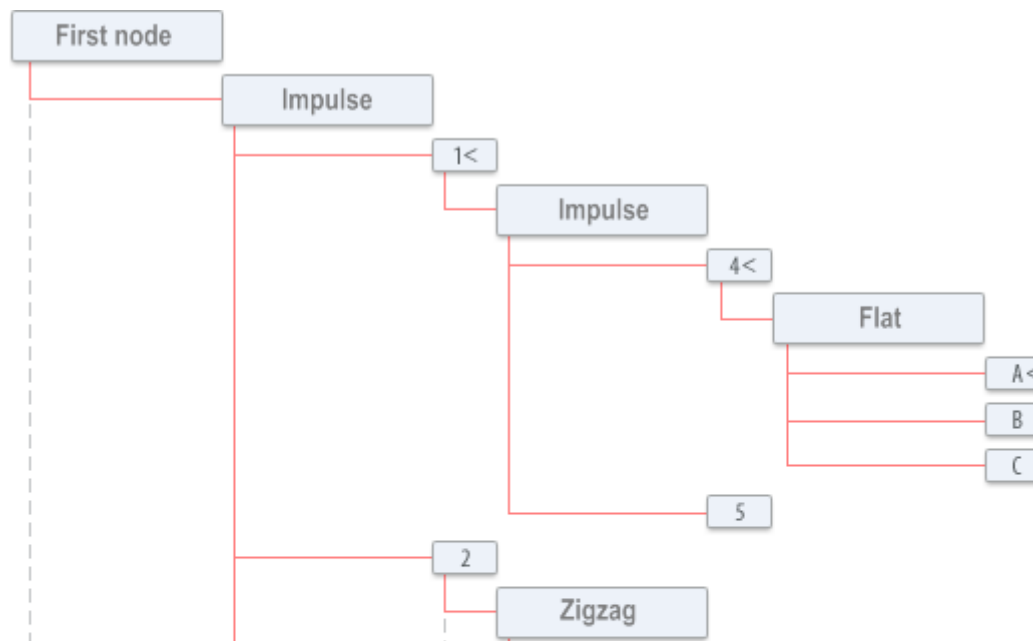 First node
Impulse
1<
Impulse
4<
Flat
A<
B
C
5
2
Zigzag